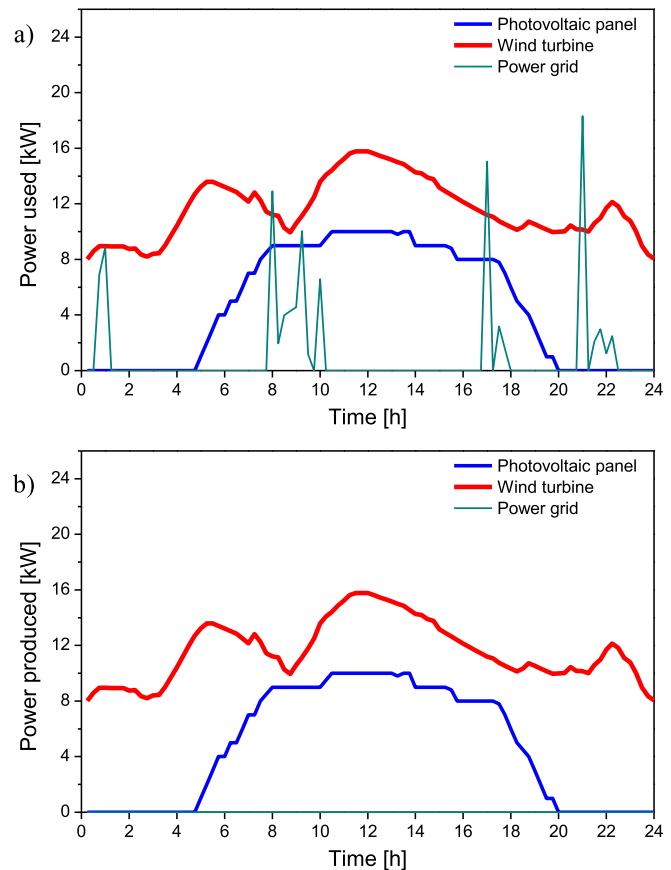 a)
Photovoltaic panel
Wind turbine
Power grid
Power used [kW]
24
20
16
12
8
4
0
0 2 4 6 8 10 12 14 16 18 20 22 24
Time [h]
b)
Photovoltaic panel
Wind turbine
Power grid
Power produced [kW]
24
20
16
12
8
4
0
0 2 4 6 8 10 12 14 16 18 20 22 24
Time [h]